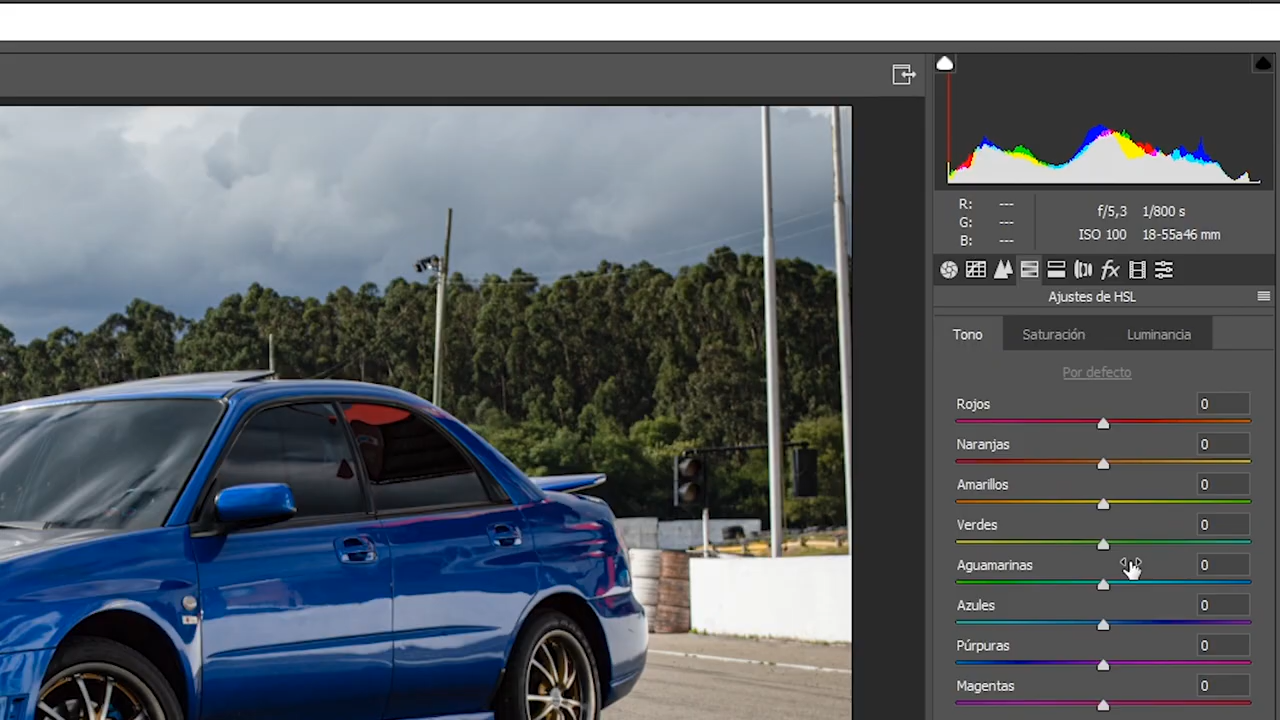 R: ---
G: ---
B: ---
f/5,3 1/800 s
ISO 100 18-55a46 mm
fx
Ajustes de HSL
Tono Saturación Luminancia
Por defecto
Rojos 0
Naranjas 0
Amarillos 0
Verdes 0
Aguamarinas 0
Azules 0
Púrpuras 0
Magentas 0